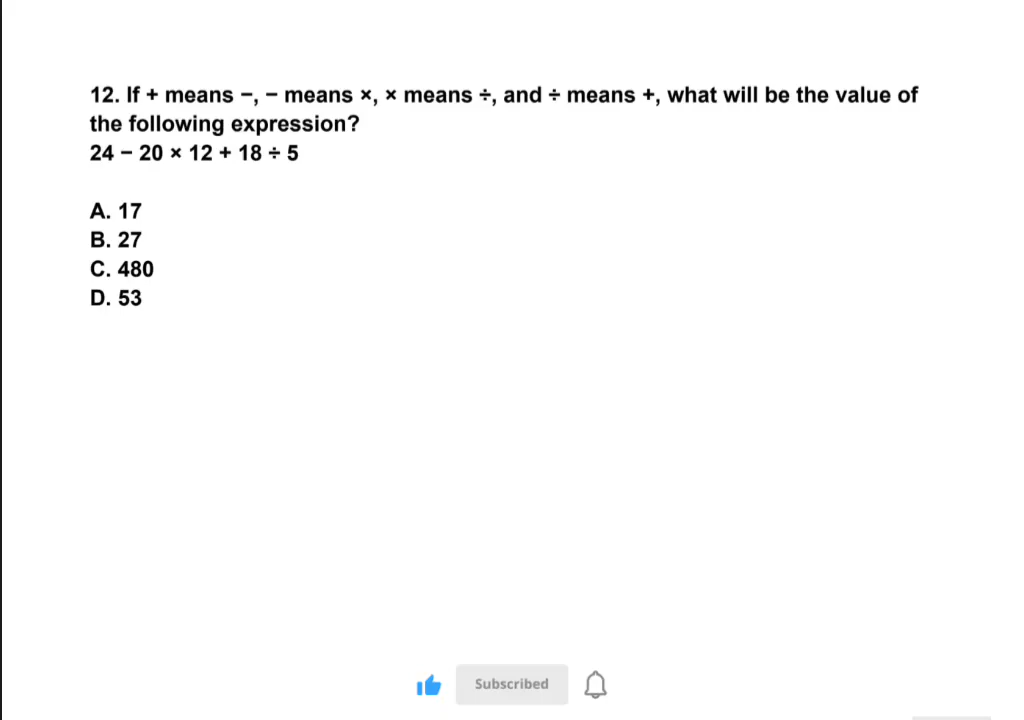 12. If + means −, − means ×, × means ÷, and ÷ means +, what will be the value of
the following expression?
24 − 20 × 12 + 18 ÷ 5
A. 17
B. 27
C. 480
D. 53
Subscribed